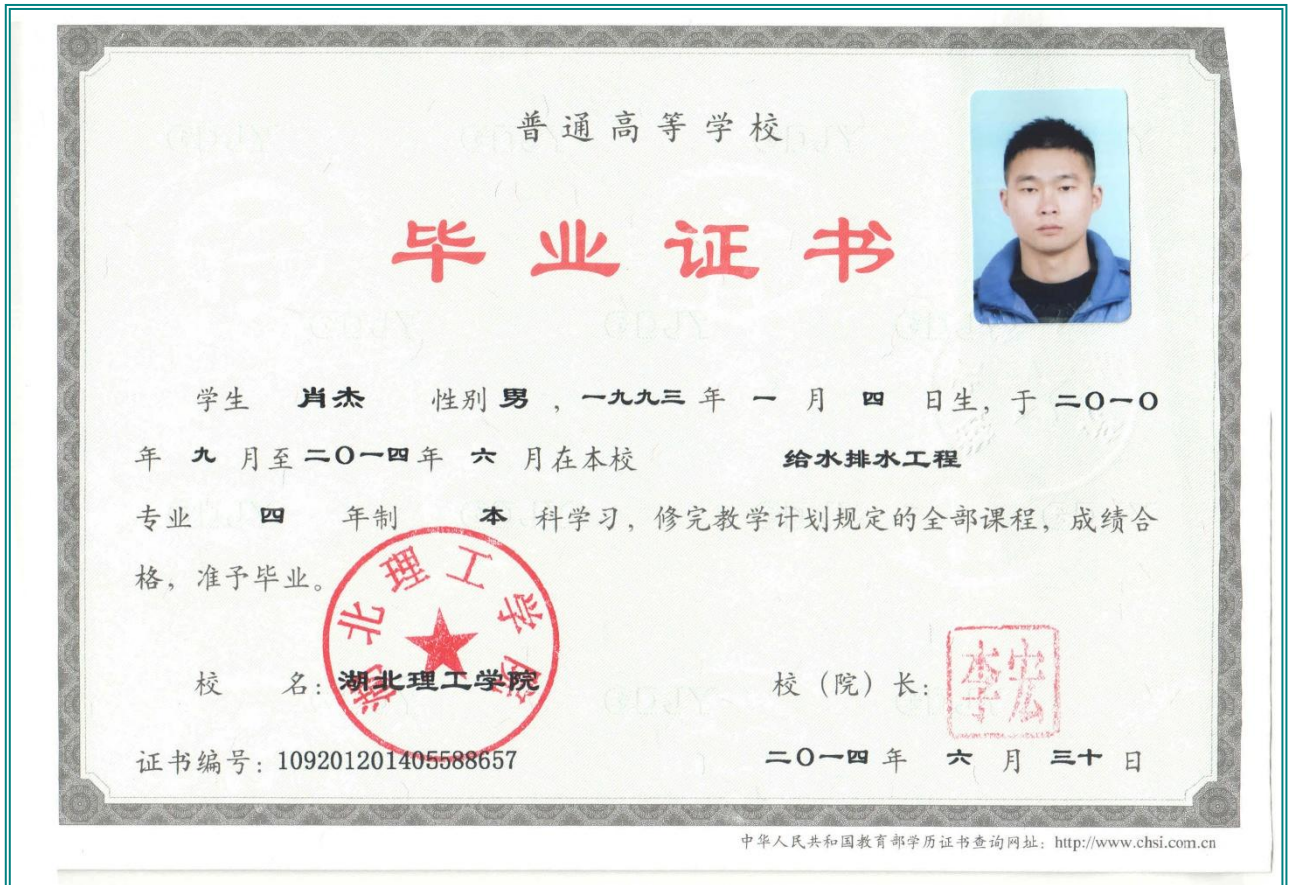 普通高等学校
毕业证书
学生 肖杰 性别 男 ，一九九三 年 一 月 四 日生，于 二〇一〇
年 九 月至 二〇一四 年 六 月在本校 给水排水工程
专业 四 年制 本 科学习，修完教学计划规定的全部课程，成绩合
格，准予毕业。
湖北理工学院
校 名：湖北理工学院 校（院）长：李宏
证书编号：109201201405588657 二〇一四 年 六 月 三十 日
中华人民共和国教育部学历证书查询网址：http://www.chsi.com.cn